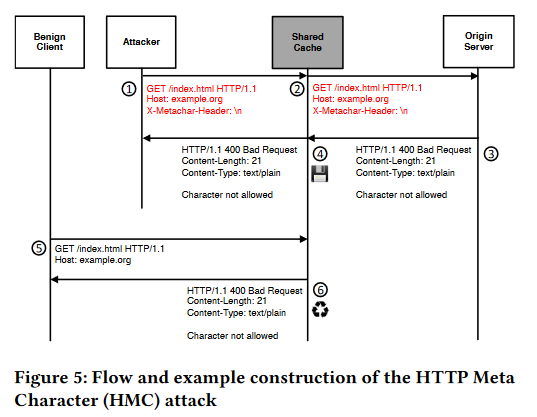 Benign
Client
Attacker
Shared
Cache
Origin
Server
1
GET /index.html HTTP/1.1
Host: example.org
X-Metachar-Header: \n
2
GET /index.html HTTP/1.1
Host: example.org
X-Metachar-Header: \n
HTTP/1.1 400 Bad Request
Content-Length: 21
Content-Type: text/plain
Character not allowed
4
HTTP/1.1 400 Bad Request
Content-Length: 21
Content-Type: text/plain
Character not allowed
3
5
GET /index.html HTTP/1.1
Host: example.org
HTTP/1.1 400 Bad Request
Content-Length: 21
Content-Type: text/plain
Character not allowed
6
Figure 5: Flow and example construction of the HTTP Meta
Character (HMC) attack